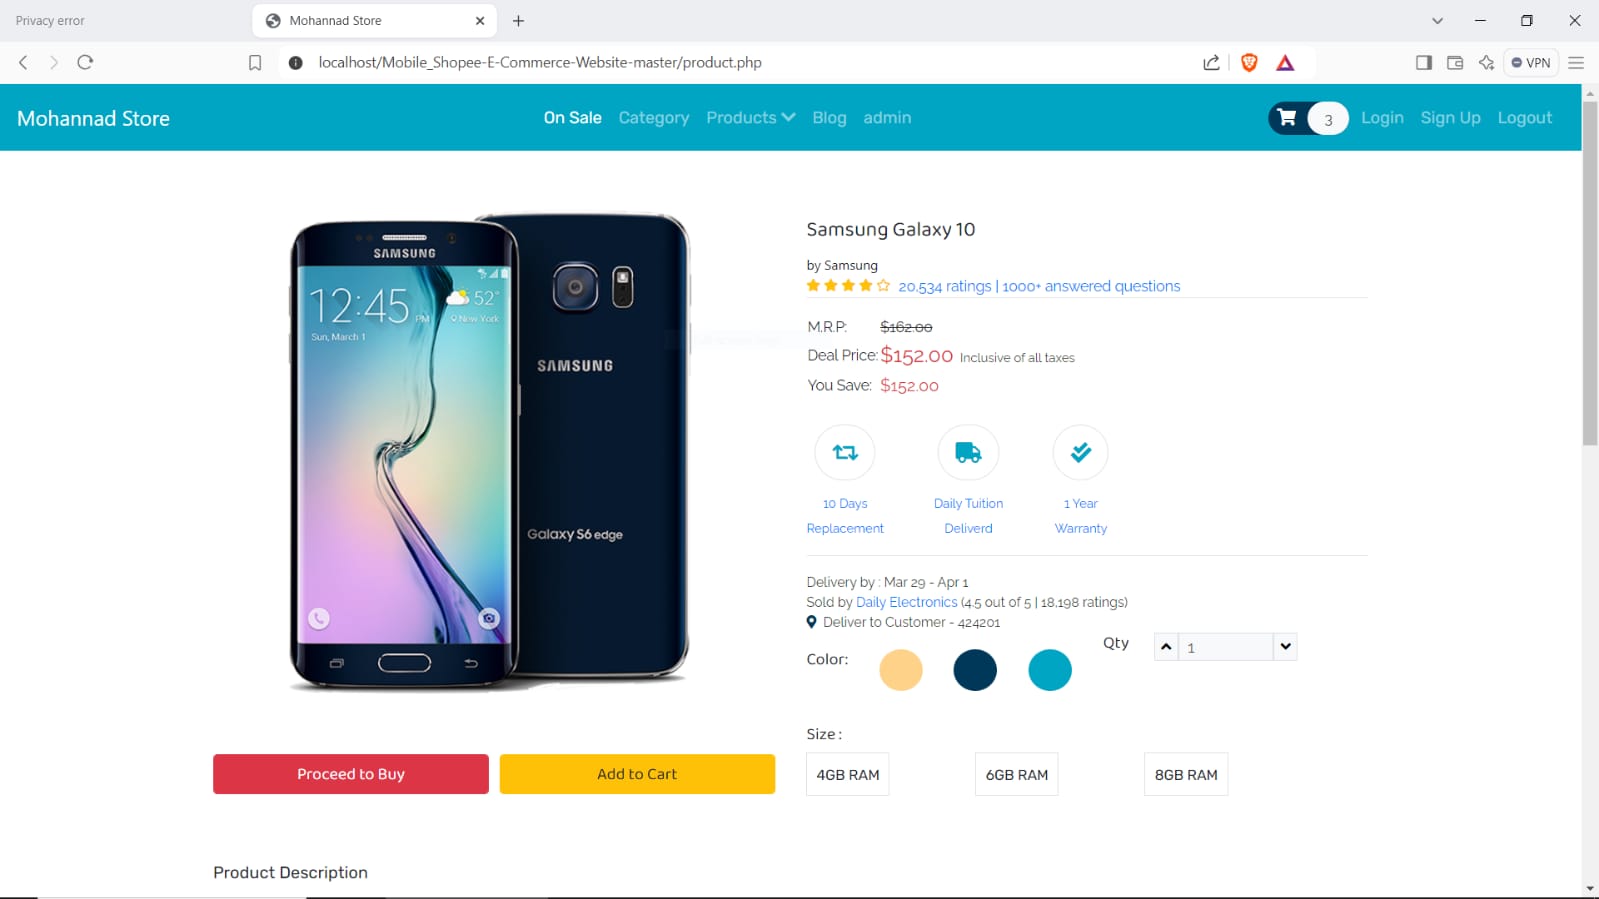 Privacy error
Mohannad Store
localhost/Mobile_Shopee-E-Commerce-Website-master/product.php
VPN
Mohannad Store
On Sale
Category
Products
Blog
admin
3
Login
Sign Up
Logout
SAMSUNG
12:45 PM
52°
New York
Sun, March 1
SAMSUNG
Galaxy S6 edge
Samsung Galaxy 10
by Samsung
20,534 ratings | 1000+ answered questions
M.R.P: $162.00
Deal Price: $152.00 Inclusive of all taxes
You Save: $152.00
10 Days
Replacement
Daily Tuition
Deliverd
1 Year
Warranty
Delivery by : Mar 29 - Apr 1
Sold by Daily Electronics (4.5 out of 5 | 18,198 ratings)
Deliver to Customer - 424201
Color:
Qty
1
Size :
4GB RAM
6GB RAM
8GB RAM
Proceed to Buy
Add to Cart
Product Description